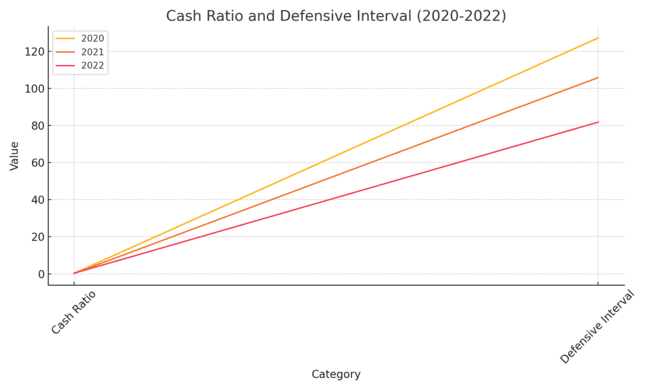 Cash Ratio and Defensive Interval (2020-2022)
2020
2021
2022
Value
120
100
80
60
40
20
0
Cash Ratio
Defensive Interval
Category